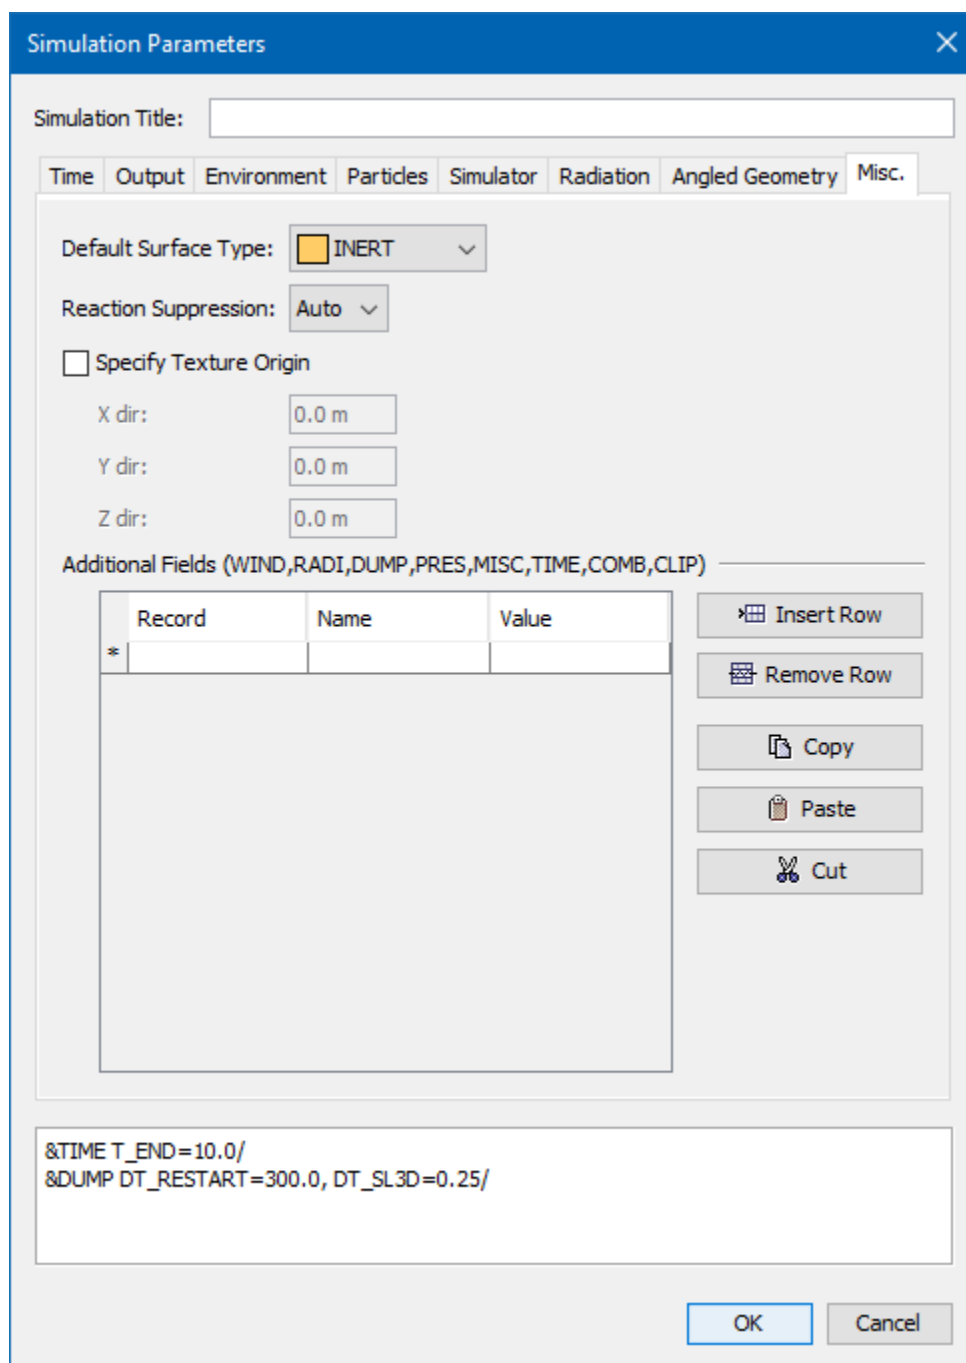 Simulation Parameters
Simulation Title:
Time Output Environment Particles Simulator Radiation Angled Geometry Misc.
Default Surface Type: INERT
Reaction Suppression: Auto
Specify Texture Origin
X dir: 0.0 m
Y dir: 0.0 m
Z dir: 0.0 m
Additional Fields (WIND,RADI,DUMP,PRES,MISC,TIME,COMB,CLIP)
Record Name Value
*
Insert Row
Remove Row
Copy
Paste
Cut
&TIME T_END=10.0/
&DUMP DT_RESTART=300.0, DT_SL3D=0.25/
OK Cancel